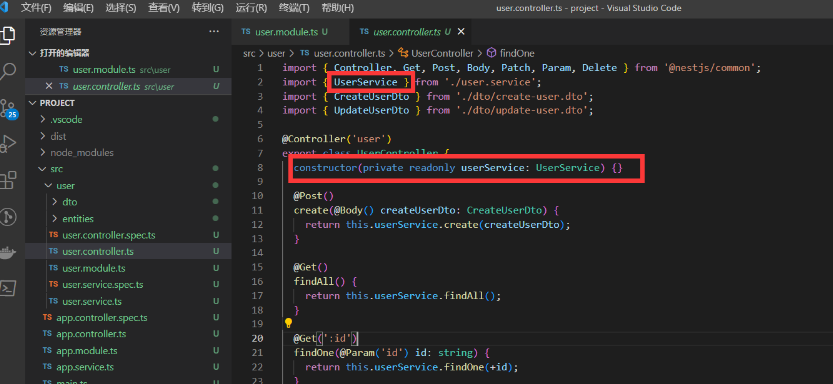 文件(F) 编辑(E) 选择(S) 查看(V) 转到(G) 运行(R) 终端(T) 帮助(H) user.controller.ts - project - Visual Studio Code
资源管理器 ...
打开的编辑器
TS user.module.ts src\user U
TS user.controller.ts src\user U
PROJECT
.vscode
dist
node_modules
src
user
dto
entities
TS user.controller.spec.ts U
TS user.controller.ts U
TS user.module.ts U
TS user.service.spec.ts U
TS user.service.ts U
TS app.controller.spec.ts U
TS app.controller.ts U
TS app.module.ts U
TS app.service.ts U
TS main.ts U
25
TS user.module.ts U TS user.controller.ts U
src > user > TS user.controller.ts > UserController > findOne
1 import { Controller, Get, Post, Body, Patch, Param, Delete } from '@nestjs/common';
2 import { UserService } from './user.service';
3 import { CreateUserDto } from './dto/create-user.dto';
4 import { UpdateUserDto } from './dto/update-user.dto';
5
6 @Controller('user')
7 export class UserController {
8 constructor(private readonly userService: UserService) {}
9
10 @Post()
11 create(@Body() createUserDto: CreateUserDto) {
12 return this.userService.create(createUserDto);
13 }
14
15 @Get()
16 findAll() {
17 return this.userService.findAll();
18 }
19
20 @Get(':id')
21 findOne(@Param('id') id: string) {
22 return this.userService.findOne(+id);
23 }